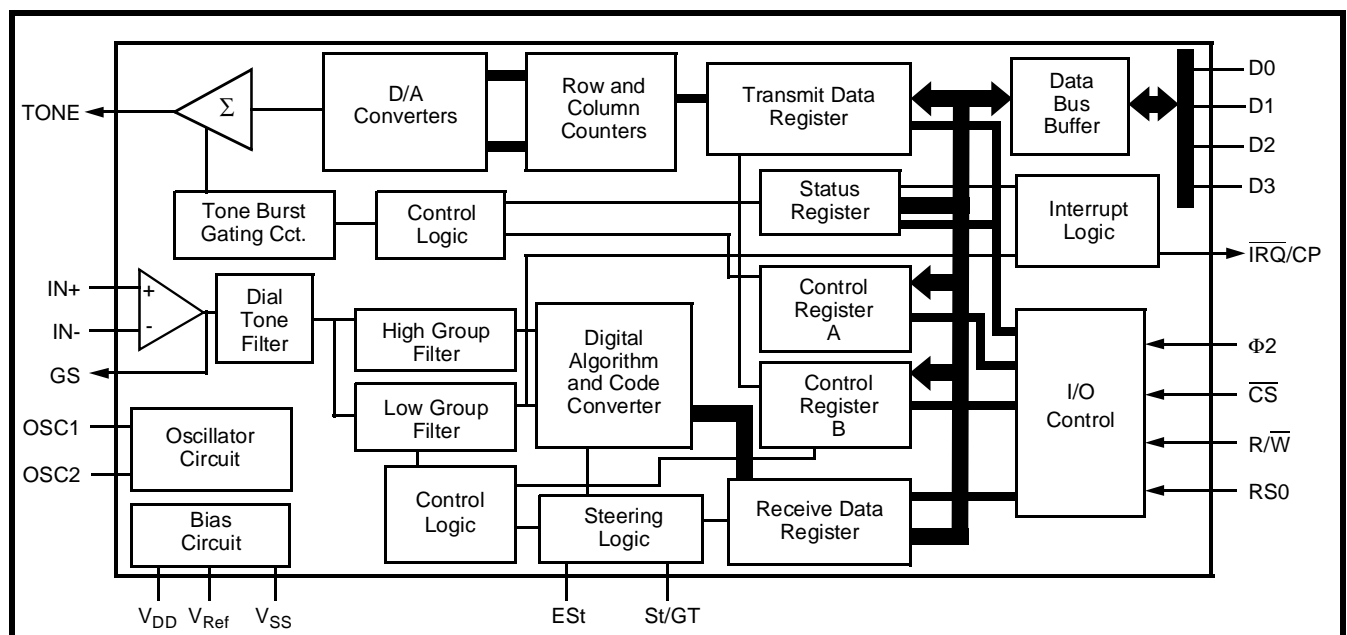 TONE
Σ
D/A
Converters
Row and
Column
Counters
Transmit Data
Register
Data
Bus
Buffer
D0
D1
D2
D3
Tone Burst
Gating Cct.
Control
Logic
Status
Register
Interrupt
Logic
I̅R̅Q̅/CP
IN+
IN-
GS
+
-
Dial
Tone
Filter
High Group
Filter
Low Group
Filter
Digital
Algorithm
and Code
Converter
Control
Register
A
Control
Register
B
I/O
Control
Φ2
C̅S̅
R/W̅
RS0
OSC1
OSC2
Oscillator
Circuit
Bias
Circuit
Control
Logic
Steering
Logic
Receive Data
Register
VDD
VRef
VSS
ESt
St/GT